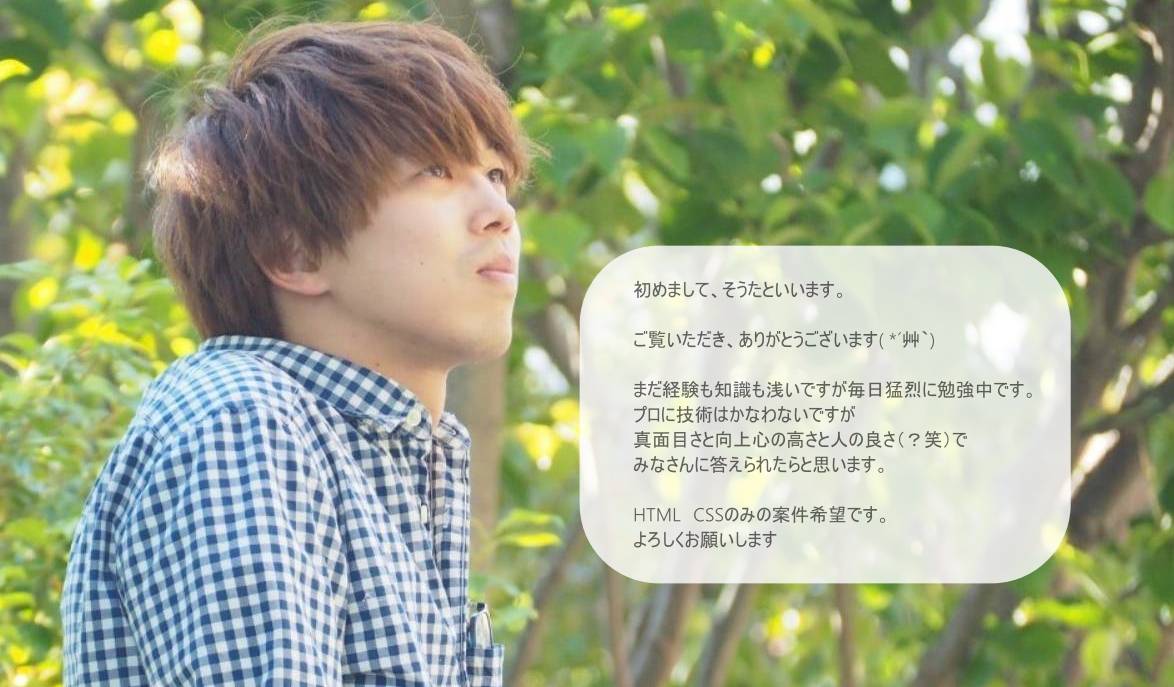 初めまして、そうたといいます。
ご覧いただき、ありがとうございます( *´艸`)
まだ経験も知識も浅いですが毎日猛烈に勉強中です。
プロに技術はかなわないですが
真面目さと向上心の高さと人の良さ(？笑)で
みなさんに答えられたらと思います。
HTML　CSSのみの案件希望です。
よろしくお願いします